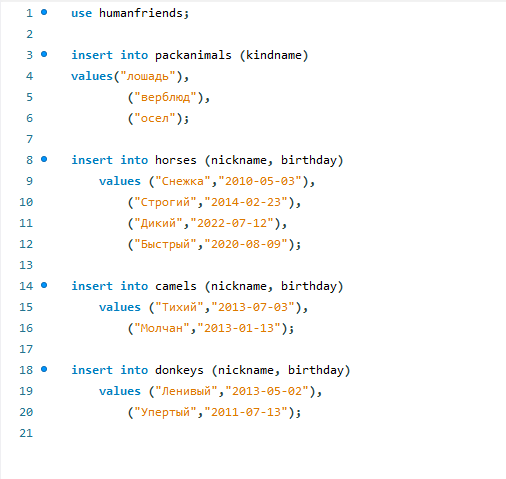 1 use humanfriends;
2
3 insert into packanimals (kindname)
4 values("лошадь"),
5 ("верблюд"),
6 ("осел");
7
8 insert into horses (nickname, birthday)
9 values ("Снежка","2010-05-03"),
10 ("Строгий","2014-02-23"),
11 ("Дикий","2022-07-12"),
12 ("Быстрый","2020-08-09");
13
14 insert into camels (nickname, birthday)
15 values ("Тихий","2013-07-03"),
16 ("Молчан","2013-01-13");
17
18 insert into donkeys (nickname, birthday)
19 values ("Ленивый","2013-05-02"),
20 ("Упертый","2011-07-13");
21